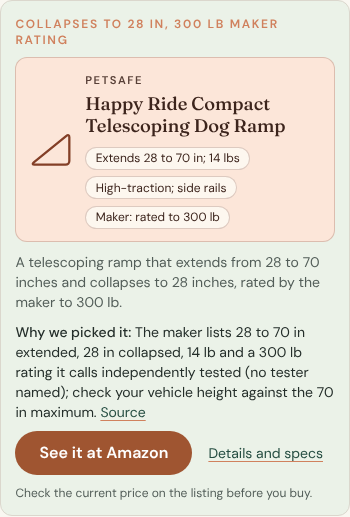 COLLAPSES TO 28 IN, 300 LB MAKER
RATING
PETSAFE
Happy Ride Compact
Telescoping Dog Ramp
Extends 28 to 70 in; 14 lbs
High-traction; side rails
Maker: rated to 300 lb
A telescoping ramp that extends from 28 to 70
inches and collapses to 28 inches, rated by the
maker to 300 lb.
Why we picked it: The maker lists 28 to 70 in
extended, 28 in collapsed, 14 lb and a 300 lb
rating it calls independently tested (no tester
named); check your vehicle height against the 70
in maximum. Source
See it at Amazon
Details and specs
Check the current price on the listing before you buy.